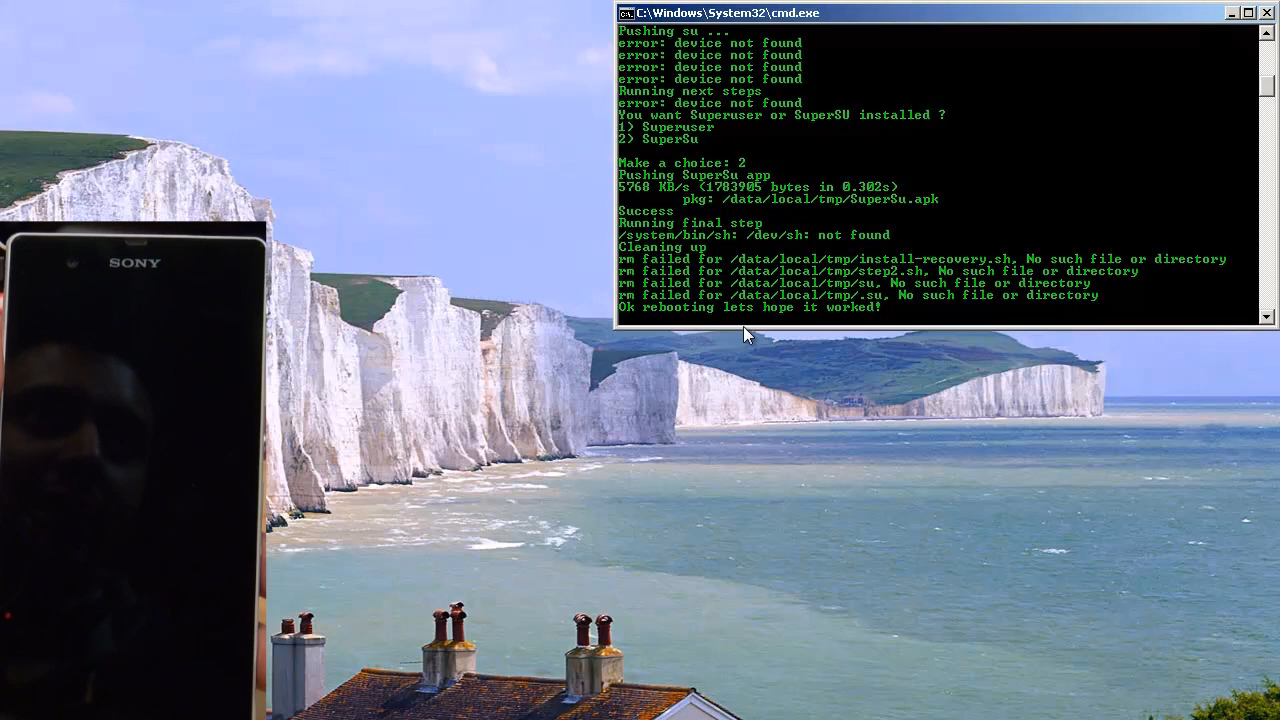 C:\Windows\System32\cmd.exe
Pushing su ...
error: device not found
error: device not found
error: device not found
error: device not found
Running next steps
error: device not found
You want Superuser or SuperSU installed ?
1) Superuser
2) SuperSu
Make a choice: 2
Pushing SuperSu app
5768 KB/s (1783905 bytes in 0.302s)
pkg: /data/local/tmp/SuperSu.apk
Success
Running final step
/system/bin/sh: /dev/sh: not found
Cleaning up
rm failed for /data/local/tmp/install-recovery.sh, No such file or directory
rm failed for /data/local/tmp/step2.sh, No such file or directory
rm failed for /data/local/tmp/su, No such file or directory
rm failed for /data/local/tmp/.su, No such file or directory
Ok rebooting lets hope it worked!
SONY